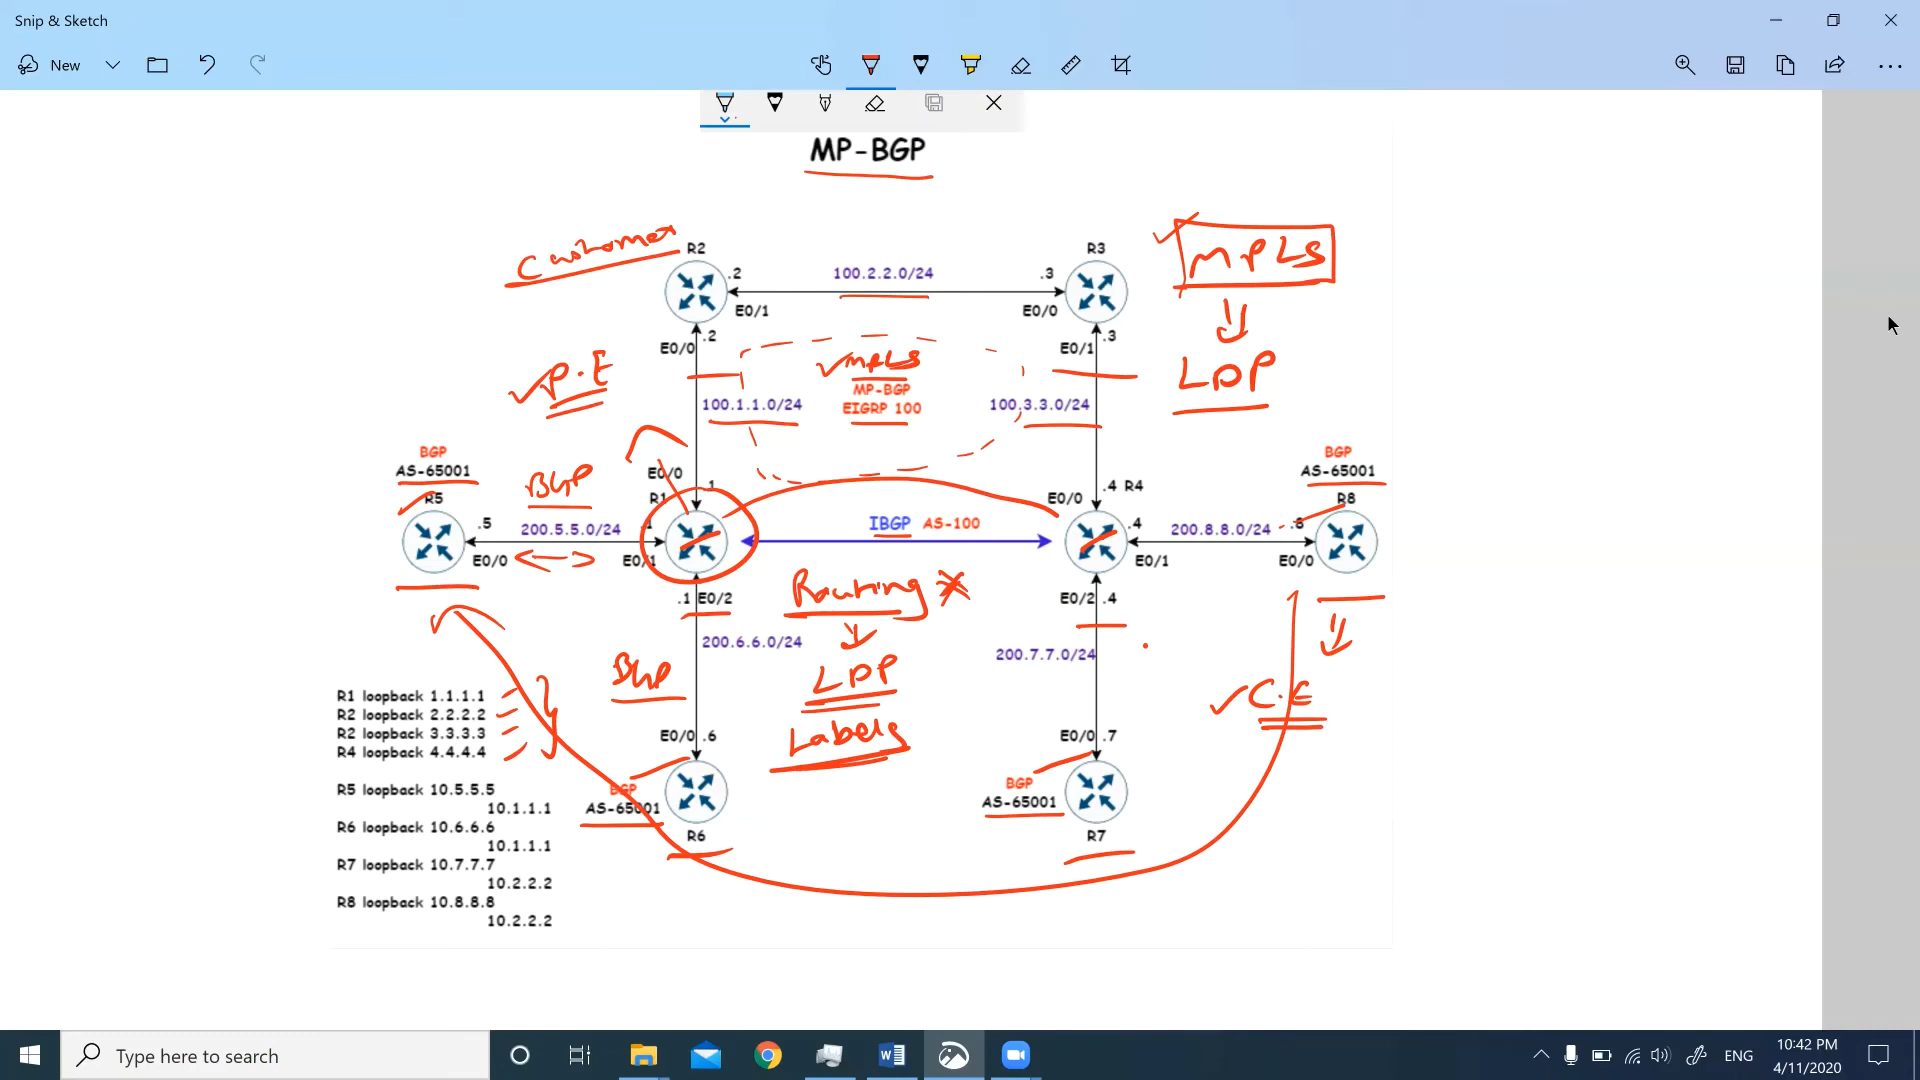 Snip & Sketch
New
MP-BGP
Customer
R2
.2
100.2.2.0/24
.3
R3
MPLS
E0/1
E0/0
LDP
E0/0
.2
E0/1
.3
P.E
MPLS
MP-BGP
EIGRP 100
100.1.1.0/24
100.3.3.0/24
BGP
AS-65001
R5
BGP
E0/0
R1
.1
E0/0
.4 R4
BGP
AS-65001
R8
.5
200.5.5.0/24
.1
IBGP AS-100
.4
200.8.8.0/24
E0/0
E0/1
E0/1
E0/0
Routing
.1 E0/2
E0/2 .4
200.6.6.0/24
200.7.7.0/24
BGP
LDP
Labels
C.E
R1 loopback 1.1.1.1
R2 loopback 2.2.2.2
R2 loopback 3.3.3.3
R4 loopback 4.4.4.4
E0/0 .6
E0/0 .7
R5 loopback 10.5.5.5
10.1.1.1
R6 loopback 10.6.6.6
10.1.1.1
R7 loopback 10.7.7.7
10.2.2.2
R8 loopback 10.8.8.8
10.2.2.2
BGP
AS-65001
R6
BGP
AS-65001
R7
Type here to search
ENG
10:42 PM
4/11/2020